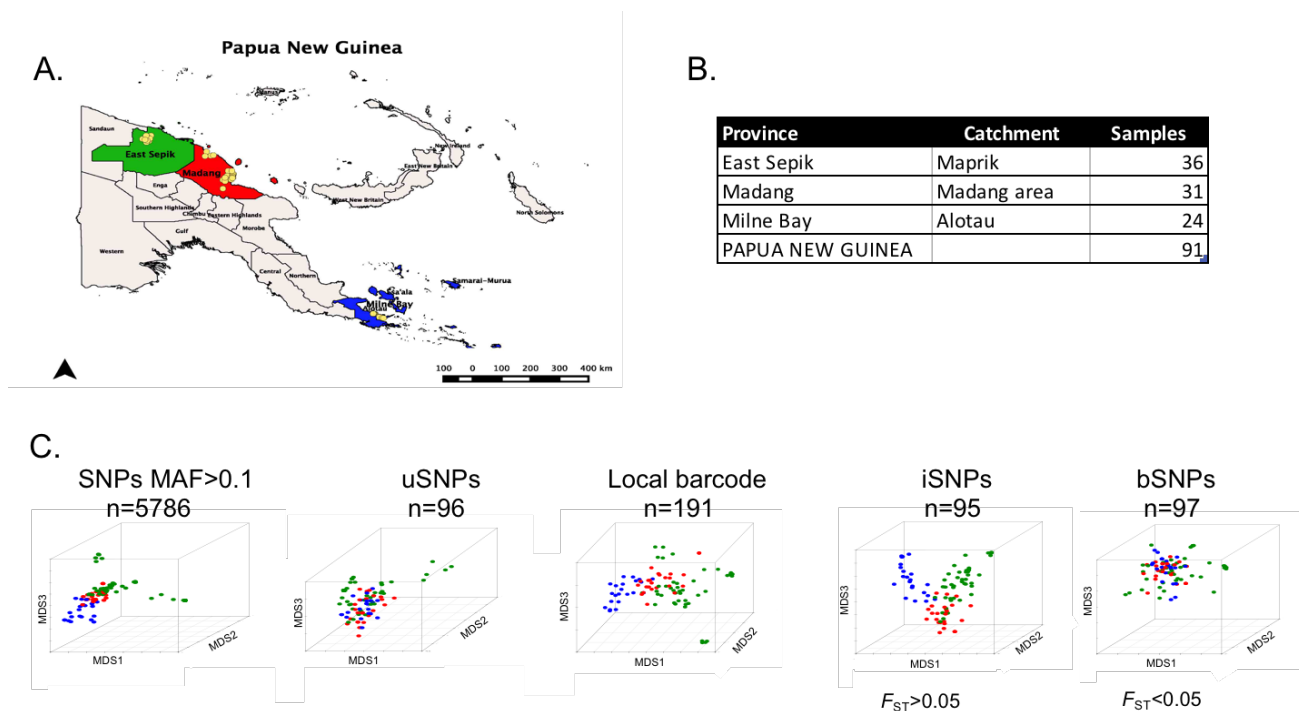 Papua New Guinea
A.
Sandaun
East Sepik
Madang
Enga
Southern Highlands
Chimbu
Eastern Highlands
Gulf
Morobe
Western
Central
Northern
New Ireland
East New Britain
West New Britain
North Solomons
Samarai-Murua
Milne Bay
Alotau
100 0 100 200 300 400 km
B.
Province Catchment Samples
East Sepik Maprik 36
Madang Madang area 31
Milne Bay Alotau 24
PAPUA NEW GUINEA 91
C.
SNPs MAF>0.1
n=5786
MDS3
MDS1
MDS2
uSNPs
n=96
MDS3
MDS1
MDS2
Local barcode
n=191
MDS3
MDS1
MDS2
iSNPs
n=95
MDS3
MDS1
MDS2
FST>0.05
bSNPs
n=97
MDS3
MDS1
MDS2
FST<0.05